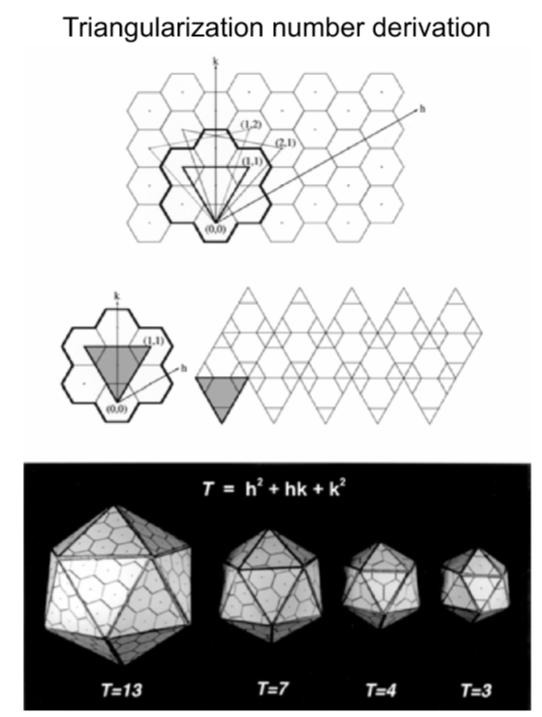 Triangularization number derivation
k
h
(1,2)
(2,1)
(1,1)
(0,0)
k
(1,1)
h
(0,0)
T = h² + hk + k²
T=13 T=7 T=4 T=3